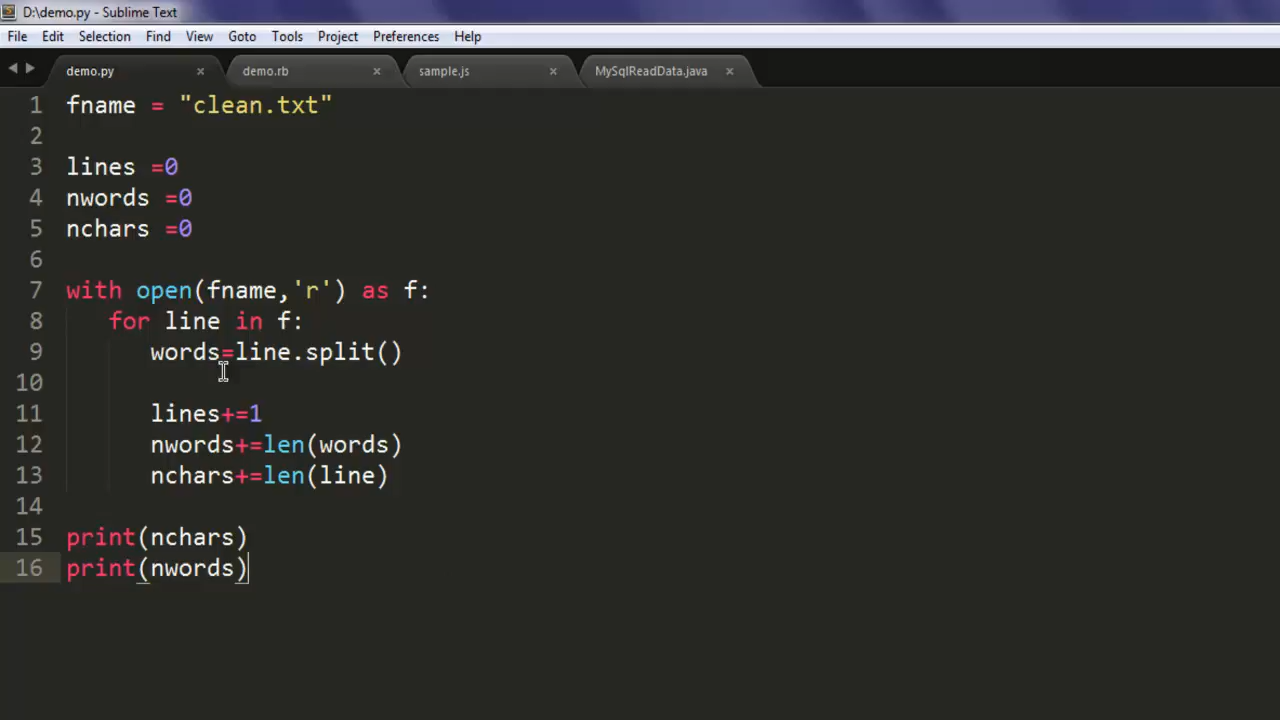 D:\demo.py - Sublime Text
File Edit Selection Find View Goto Tools Project Preferences Help
demo.py × demo.rb × sample.js × MySqlReadData.java ×
1 fname = "clean.txt"
2
3 lines =0
4 nwords =0
5 nchars =0
6
7 with open(fname,'r') as f:
8    for line in f:
9       words=line.split()
10
11       lines+=1
12       nwords+=len(words)
13       nchars+=len(line)
14
15 print(nchars)
16 print(nwords)